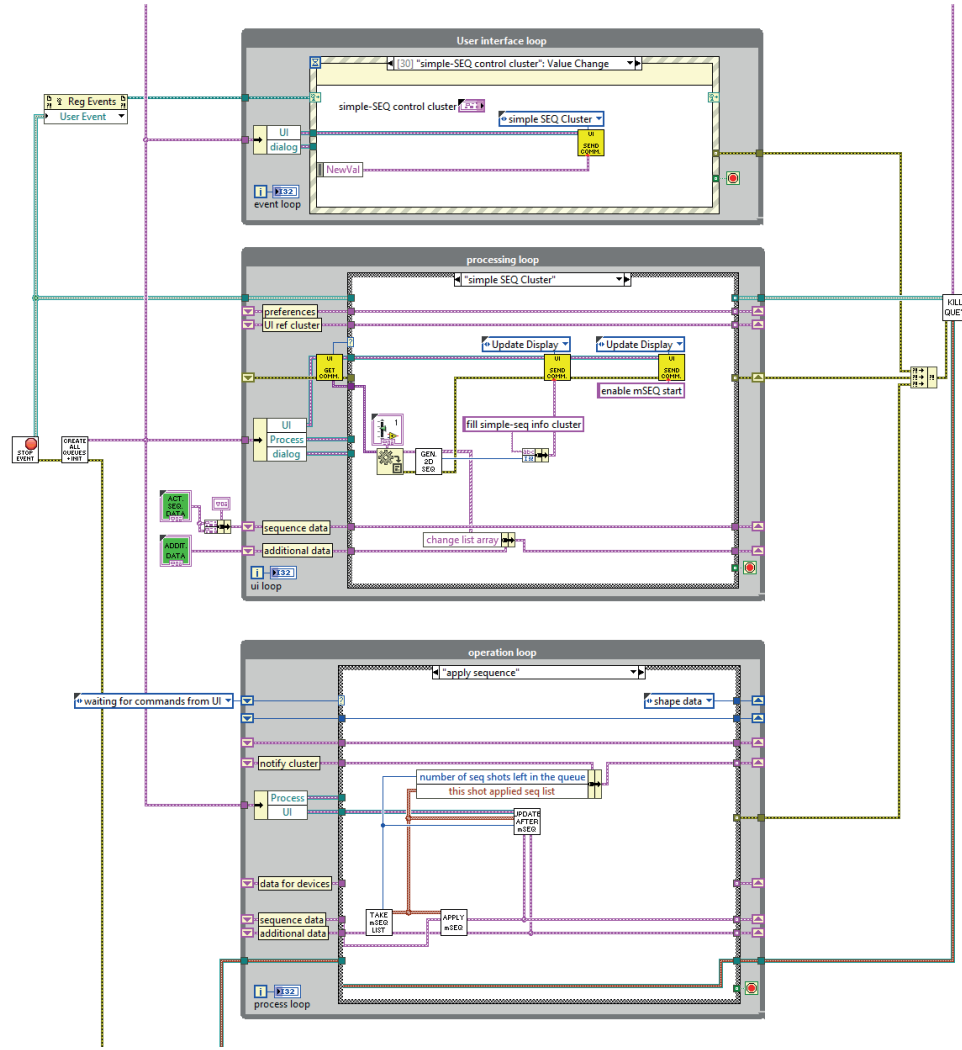 User interface loop
[30] "simple-SEQ control cluster": Value Change
Reg Events
User Event
simple-SEQ control cluster
simple SEQ Cluster
UI
dialog
UI
SEND
COMM.
NewVal
i
I32
event loop
processing loop
"simple SEQ Cluster"
preferences
UI ref cluster
KILL
QUE
UI
GET
COMM.
Update Display
Update Display
UI
SEND
COMM.
UI
SEND
COMM.
enable mSEQ start
fill simple-seq info cluster
1
UI
Process
dialog
STOP
EVENT
CREATE
ALL
QUEUES
+INIT
GEN.
2D
SEQ
abc
ACT.
SEQ.
DATA
sequence data
ADDIT.
DATA
additional data
change list array
i
I32
ui loop
operation loop
"apply sequence"
waiting for commands from UI
shape data
notify cluster
number of seq shots left in the queue
this shot applied seq list
Process
UI
UPDATE
AFTER
mSEQ
data for devices
sequence data
additional data
TAKE
mSEQ
LIST
APPLY
mSEQ
i
I32
process loop